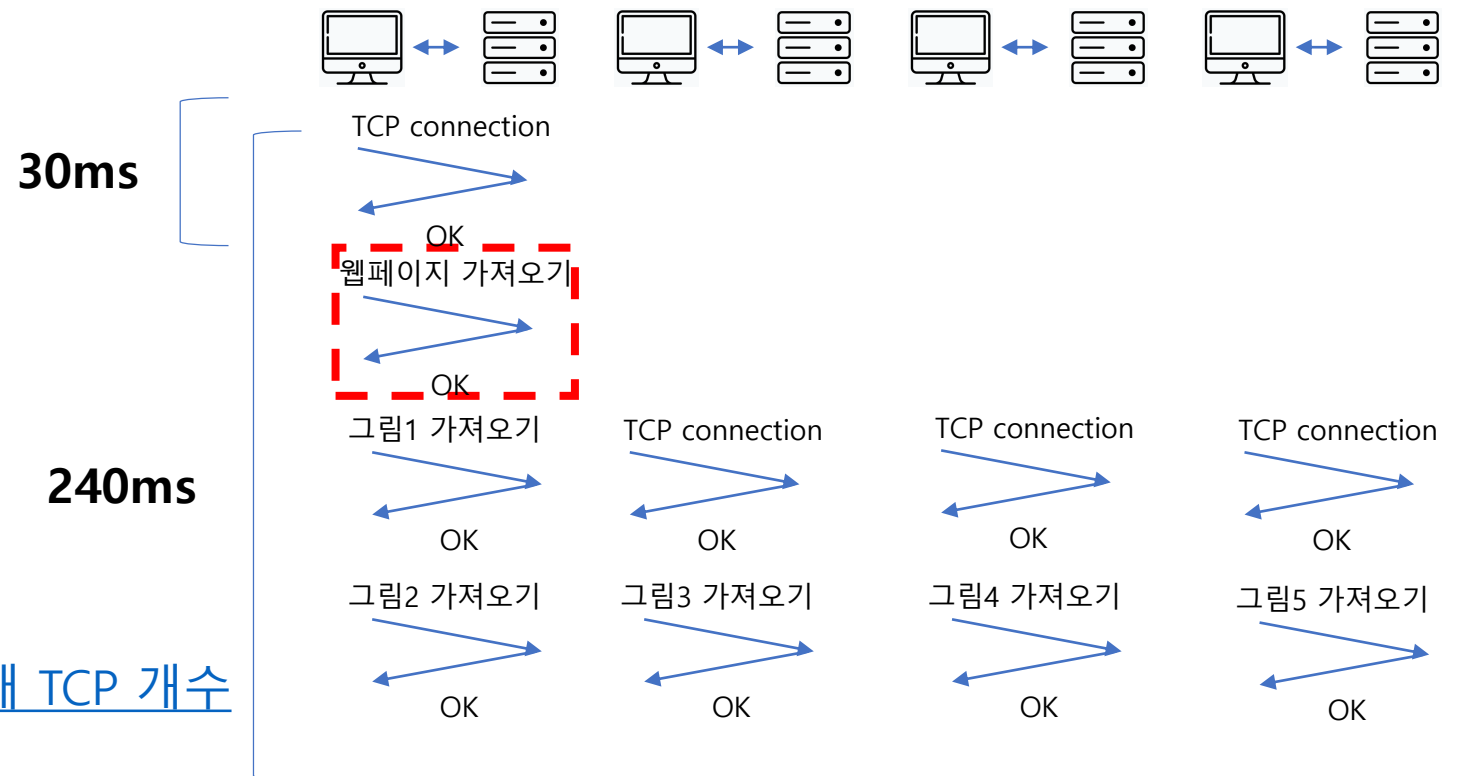 TCP connection
30ms
OK
웹페이지 가져오기
OK
그림1 가져오기 TCP connection TCP connection TCP connection
240ms
OK OK OK OK
그림2 가져오기 그림3 가져오기 그림4 가져오기 그림5 가져오기
TCP 개수
OK OK OK OK